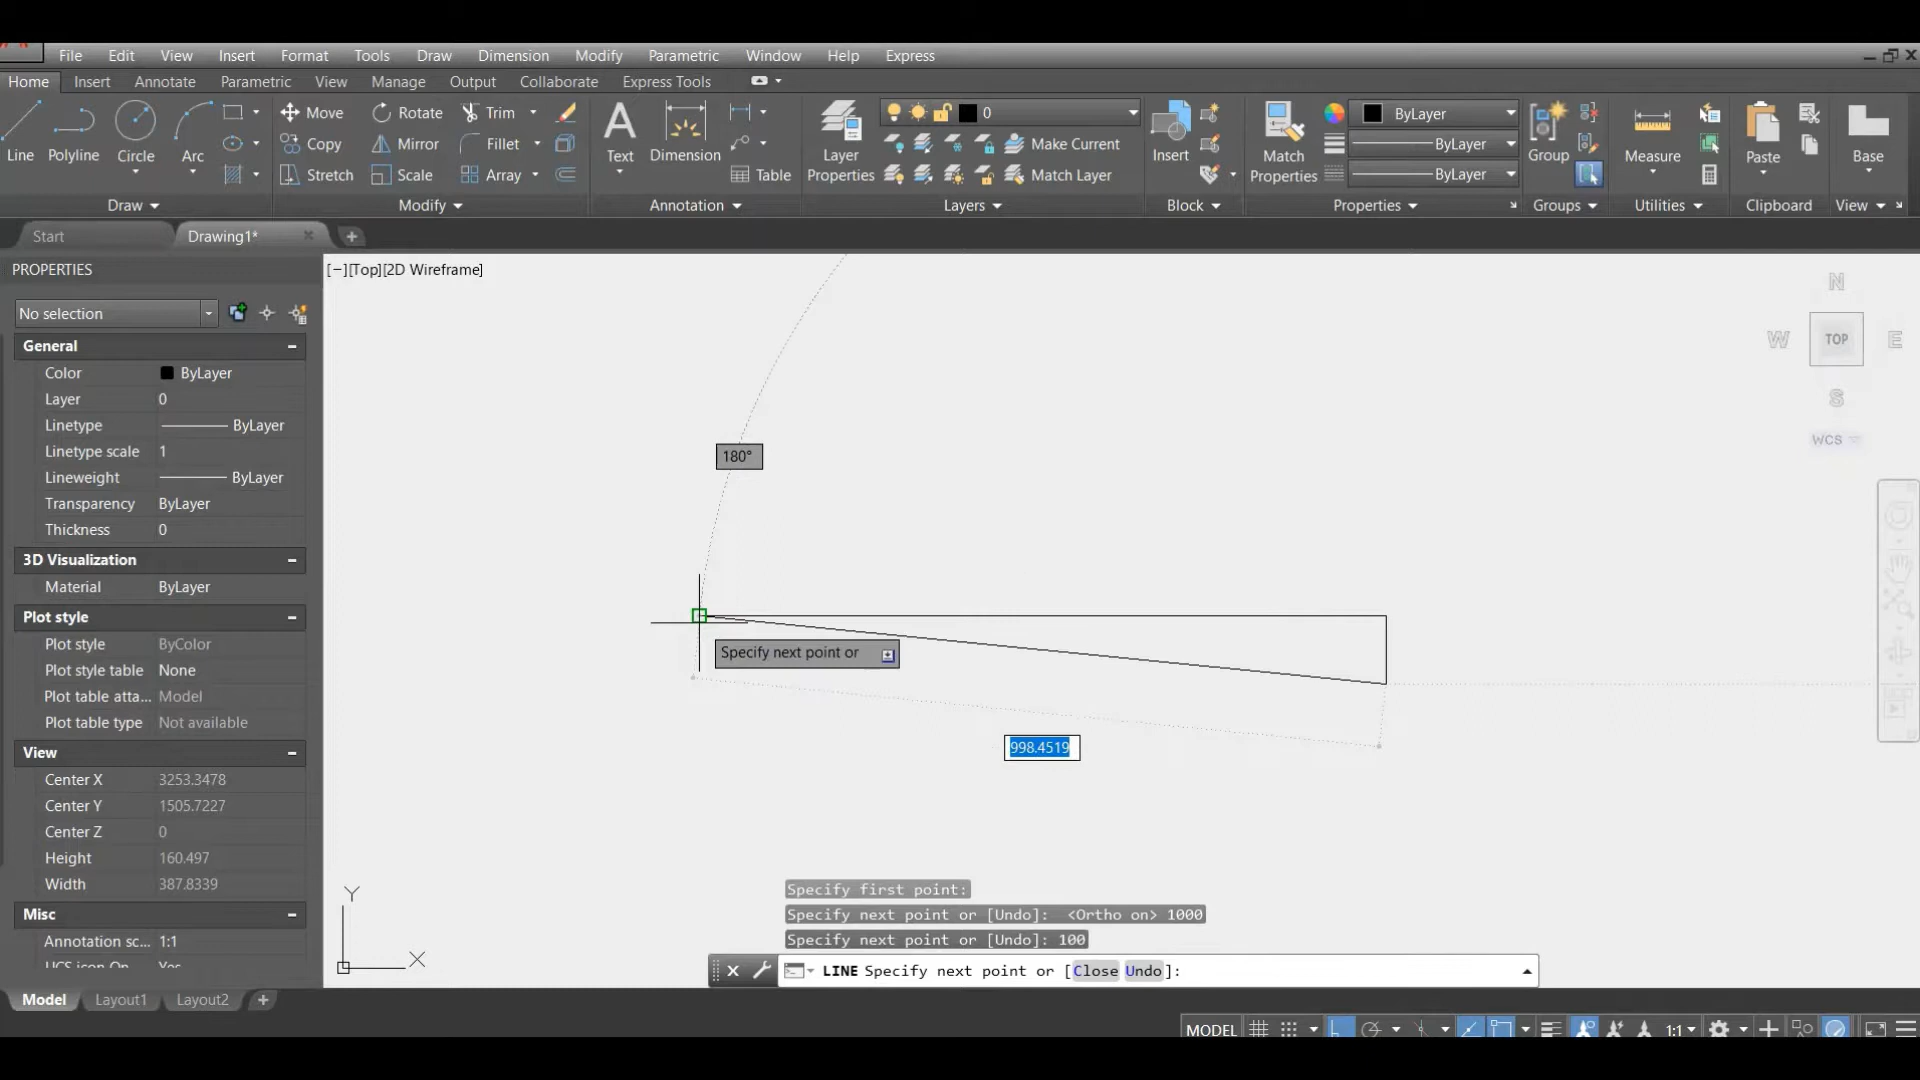 File Edit View Insert Format Tools Draw Dimension Modify Parametric Window Help Express
Home Insert Annotate Parametric View Manage Output Collaborate Express Tools
Line Polyline Circle Arc
Move Rotate Trim
Copy Mirror Fillet
Stretch Scale Array
Text Dimension Table
Layer Properties
0
Make Current
Match Layer
Insert
Match Properties
ByLayer
ByLayer
ByLayer
Group Measure Paste Base
Draw Modify Annotation Layers Block Properties Groups Utilities Clipboard View
Start Drawing1*
PROPERTIES
[−][Top][2D Wireframe]
No selection
General
Color ByLayer
Layer 0
Linetype ByLayer
Linetype scale 1
Lineweight ByLayer
Transparency ByLayer
Thickness 0
3D Visualization
Material ByLayer
Plot style
Plot style ByColor
Plot style table None
Plot table atta... Model
Plot table type Not available
View
Center X 3253.3478
Center Y 1505.7227
Center Z 0
Height 160.497
Width 387.8339
Misc
Annotation sc... 1:1
UCS icon On Yes
N
W TOP E
S
WCS
180°
Specify next point or
998.4519
Y
X
Specify first point:
Specify next point or [Undo]: <Ortho on> 1000
Specify next point or [Undo]: 100
LINE Specify next point or [Close Undo]:
Model Layout1 Layout2
MODEL 1:1